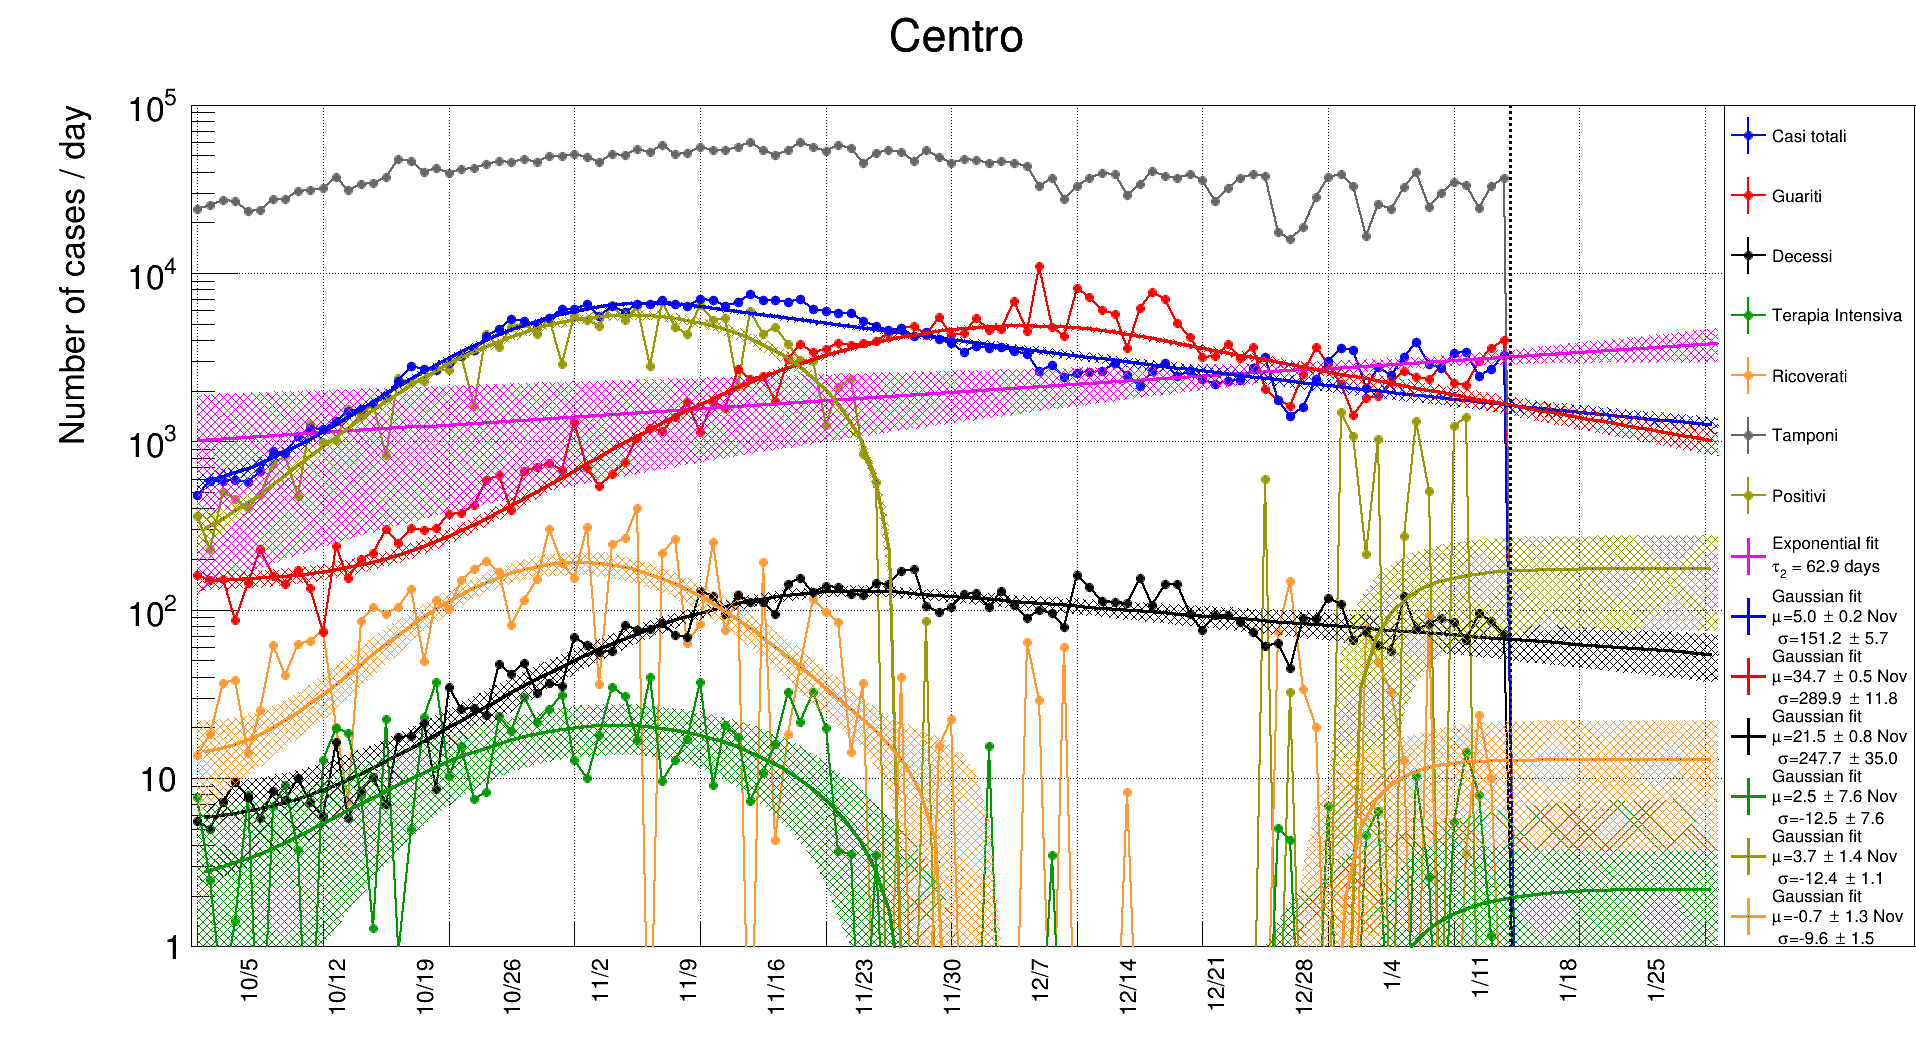 Centro
Number of cases / day
10^5
10^4
10^3
10^2
10
1
10/5 10/12 10/19 10/26 11/2 11/9 11/16 11/23 11/30 12/7 12/14 12/21 12/28 1/4 1/11 1/18 1/25
Casi totali
Guariti
Decessi
Terapia Intensiva
Ricoverati
Tamponi
Positivi
Exponential fit
τ₂ = 62.9 days
Gaussian fit
μ=5.0 ± 0.2 Nov
σ=151.2 ± 5.7
Gaussian fit
μ=34.7 ± 0.5 Nov
σ=289.9 ± 11.8
Gaussian fit
μ=21.5 ± 0.8 Nov
σ=247.7 ± 35.0
Gaussian fit
μ=2.5 ± 7.6 Nov
σ=-12.5 ± 7.6
Gaussian fit
μ=3.7 ± 1.4 Nov
σ=-12.4 ± 1.1
Gaussian fit
μ=-0.7 ± 1.3 Nov
σ=-9.6 ± 1.5